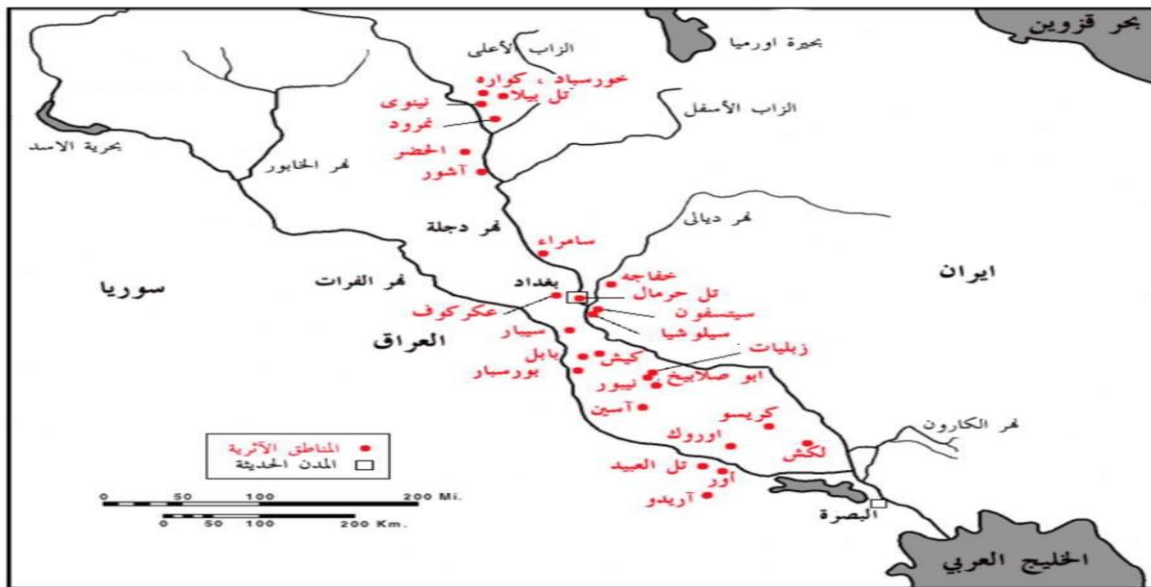 بحر قزوين
بحيرة اورميا
الزاب الأعلى
خورسباد ، كواره
تل بيلا
نينوى
نمرود
الزاب الأسفل
بحرية الاسد
نهر الخابور
الحضر
آشور
نهر ديالى
نهر دجلة
سامراء
خفاجه
ايران
سوريا
نهر الفرات
بغداد
تل حرمال
عكركوف
سيتسفون
سيلوشيا
العراق
سيبار
زبليات
بابل
كيش
ابو صلابيخ
بورسبار
نيبور
آسين
كريسو
نهر الكارون
اوروك
لكش
المناطق الآثرية
المدن الحديثة
تل العبيد
أور
آريدو
البصرة
0 50 100 200 Mi.
0 50 100 200 Km.
الخليج العربي